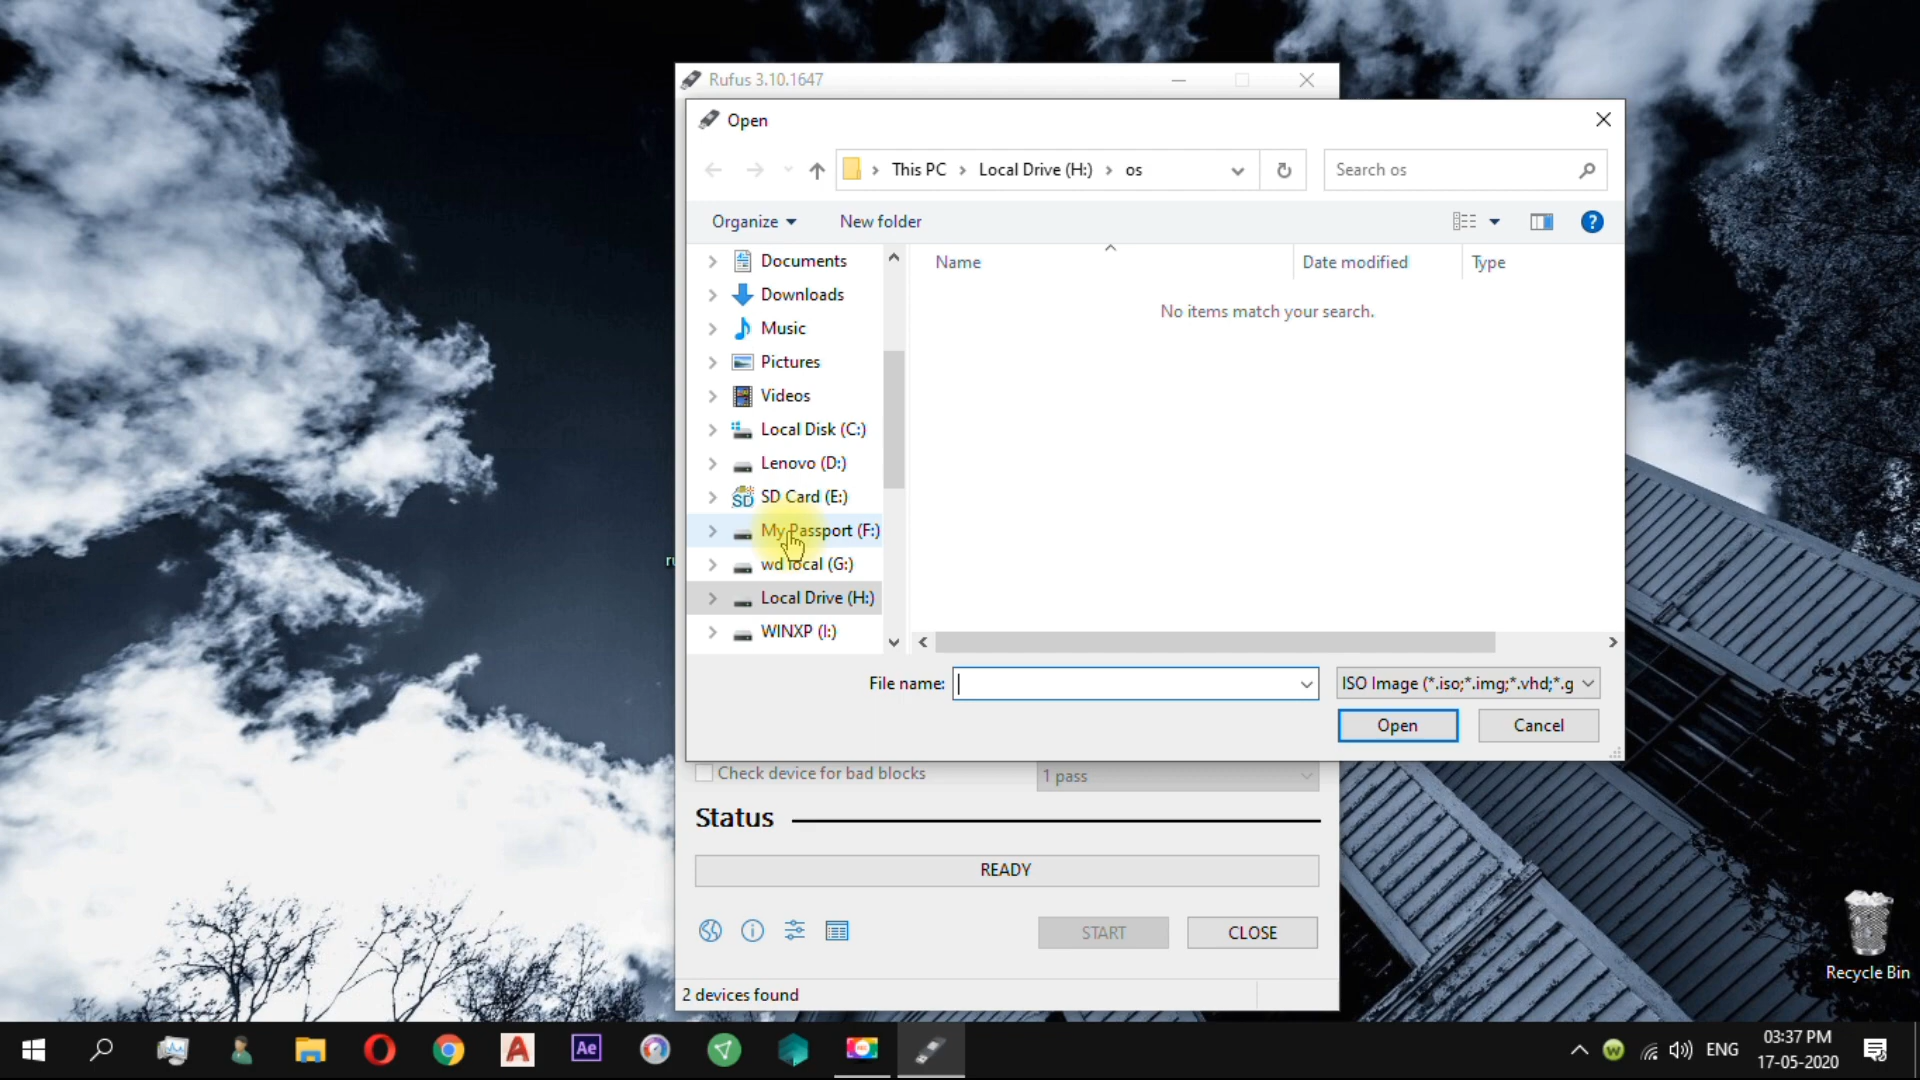 Rufus 3.10.1647
Open
This PC
Local Drive (H:)
os
Search os
Organize
New folder
?
Documents
Downloads
Music
Pictures
Videos
Local Disk (C:)
Lenovo (D:)
SD Card (E:)
My Passport (F:)
wd local (G:)
Local Drive (H:)
WINXP (I:)
Name
Date modified
Type
No items match your search.
File name:
ISO Image (*.iso;*.img;*.vhd;*.g
Open
Cancel
ru
Check device for bad blocks
1 pass
Status
READY
START
CLOSE
2 devices found
Recycle Bin
Ae
ENG
03:37 PM
17-05-2020